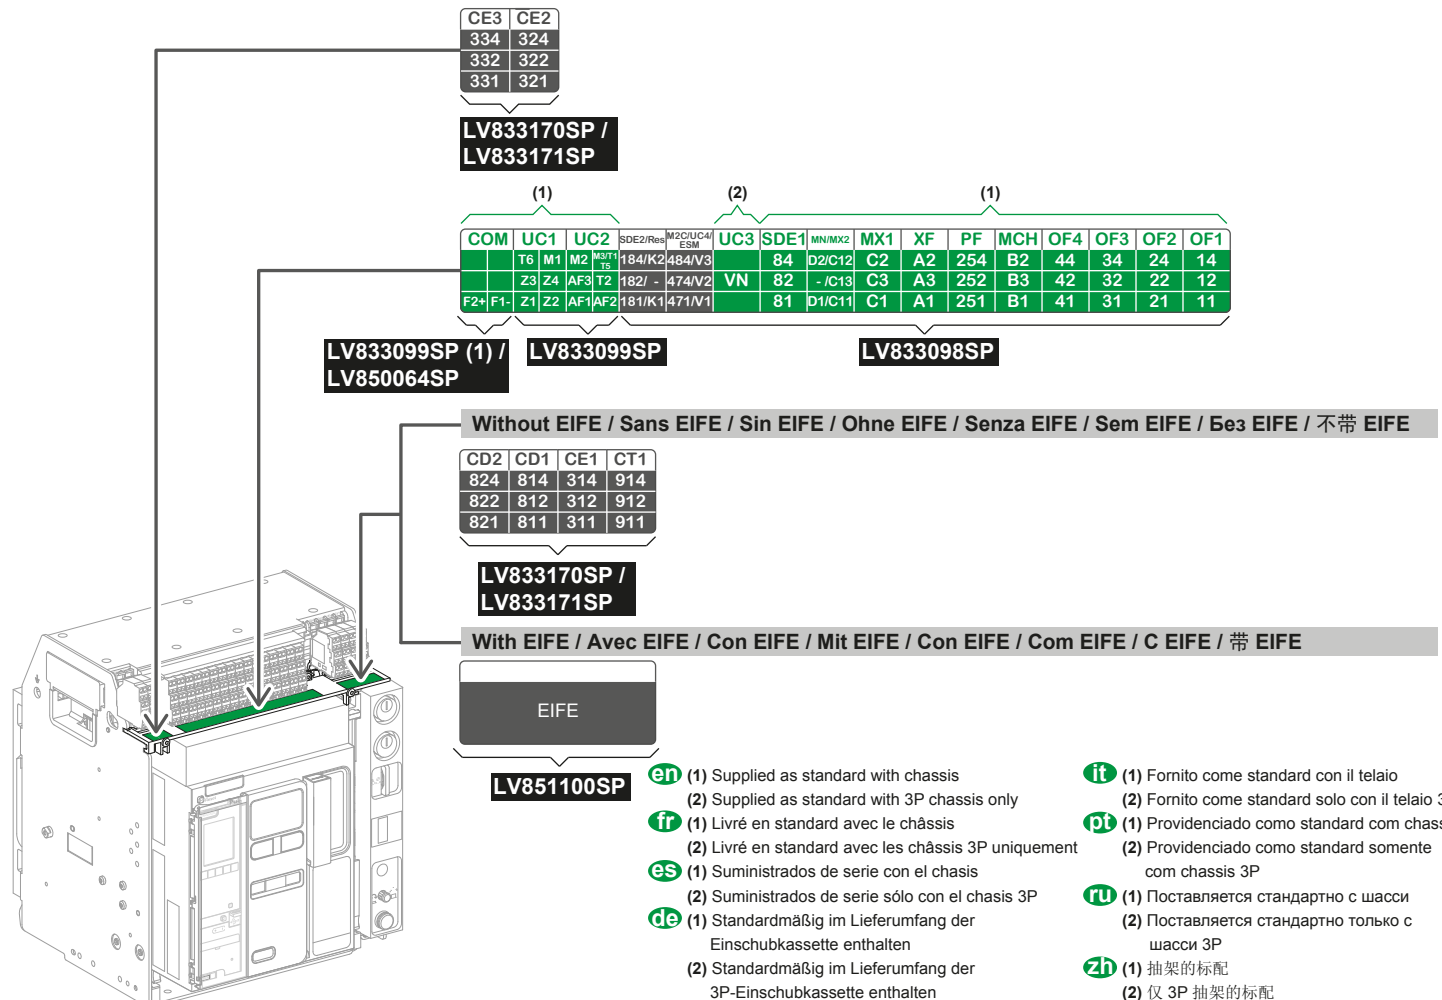 CE3 CE2
334 324
332 322
331 321
LV833170SP /
LV833171SP
(1) (2) (1)
COM UC1 UC2 SDE2/Res M2C/UC4/ESM UC3 SDE1 MN/MX2 MX1 XF PF MCH OF4 OF3 OF2 OF1
T6 M1 M2 M3/T1 T5 184/K2 484/V3 84 D2/C12 C2 A2 254 B2 44 34 24 14
Z3 Z4 AF3 T2 182/ - 474/V2 VN 82 - /C13 C3 A3 252 B3 42 32 22 12
F2+ F1- Z1 Z2 AF1 AF2 181/K1 471/V1 81 D1/C11 C1 A1 251 B1 41 31 21 11
LV833099SP (1) /
LV850064SP
LV833099SP
LV833098SP
Without EIFE / Sans EIFE / Sin EIFE / Ohne EIFE / Senza EIFE / Sem EIFE / Без EIFE / 不带 EIFE
CD2 CD1 CE1 CT1
824 814 314 914
822 812 312 912
821 811 311 911
LV833170SP /
LV833171SP
With EIFE / Avec EIFE / Con EIFE / Mit EIFE / Con EIFE / Com EIFE / С EIFE / 带 EIFE
EIFE
LV851100SP
en (1) Supplied as standard with chassis
(2) Supplied as standard with 3P chassis only
fr (1) Livré en standard avec le châssis
(2) Livré en standard avec les châssis 3P uniquement
es (1) Suministrados de serie con el chasis
(2) Suministrados de serie sólo con el chasis 3P
de (1) Standardmäßig im Lieferumfang der
Einschubkassette enthalten
(2) Standardmäßig im Lieferumfang der
3P-Einschubkassette enthalten
it (1) Fornito come standard con il telaio
(2) Fornito come standard solo con il telaio 3
pt (1) Providenciado como standard com chass
(2) Providenciado como standard somente
com chassis 3P
ru (1) Поставляется стандартно с шасси
(2) Поставляется стандартно только с
шасси 3P
zh (1) 抽架的标配
(2) 仅 3P 抽架的标配